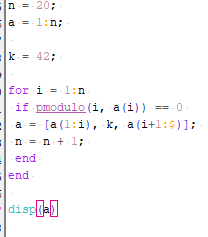 n = 20;
a = 1:n;
k = 42;
for i = 1:n
if pmodulo(i, a(i)) == 0
a = [a(1:i), k, a(i+1:$)];
n = n + 1;
end
end
disp(a)